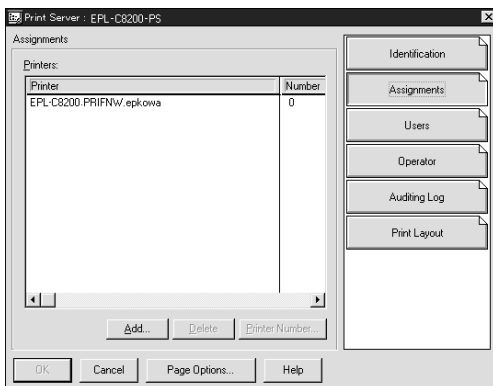 Print Server : EPL-C8200-PS
Assignments
Printers:
Printer Number
EPL-C8200-PRIFNW.epkowa 0
Add... Delete Printer Number...
OK Cancel Page Options... Help
Identification
Assignments
Users
Operator
Auditing Log
Print Layout